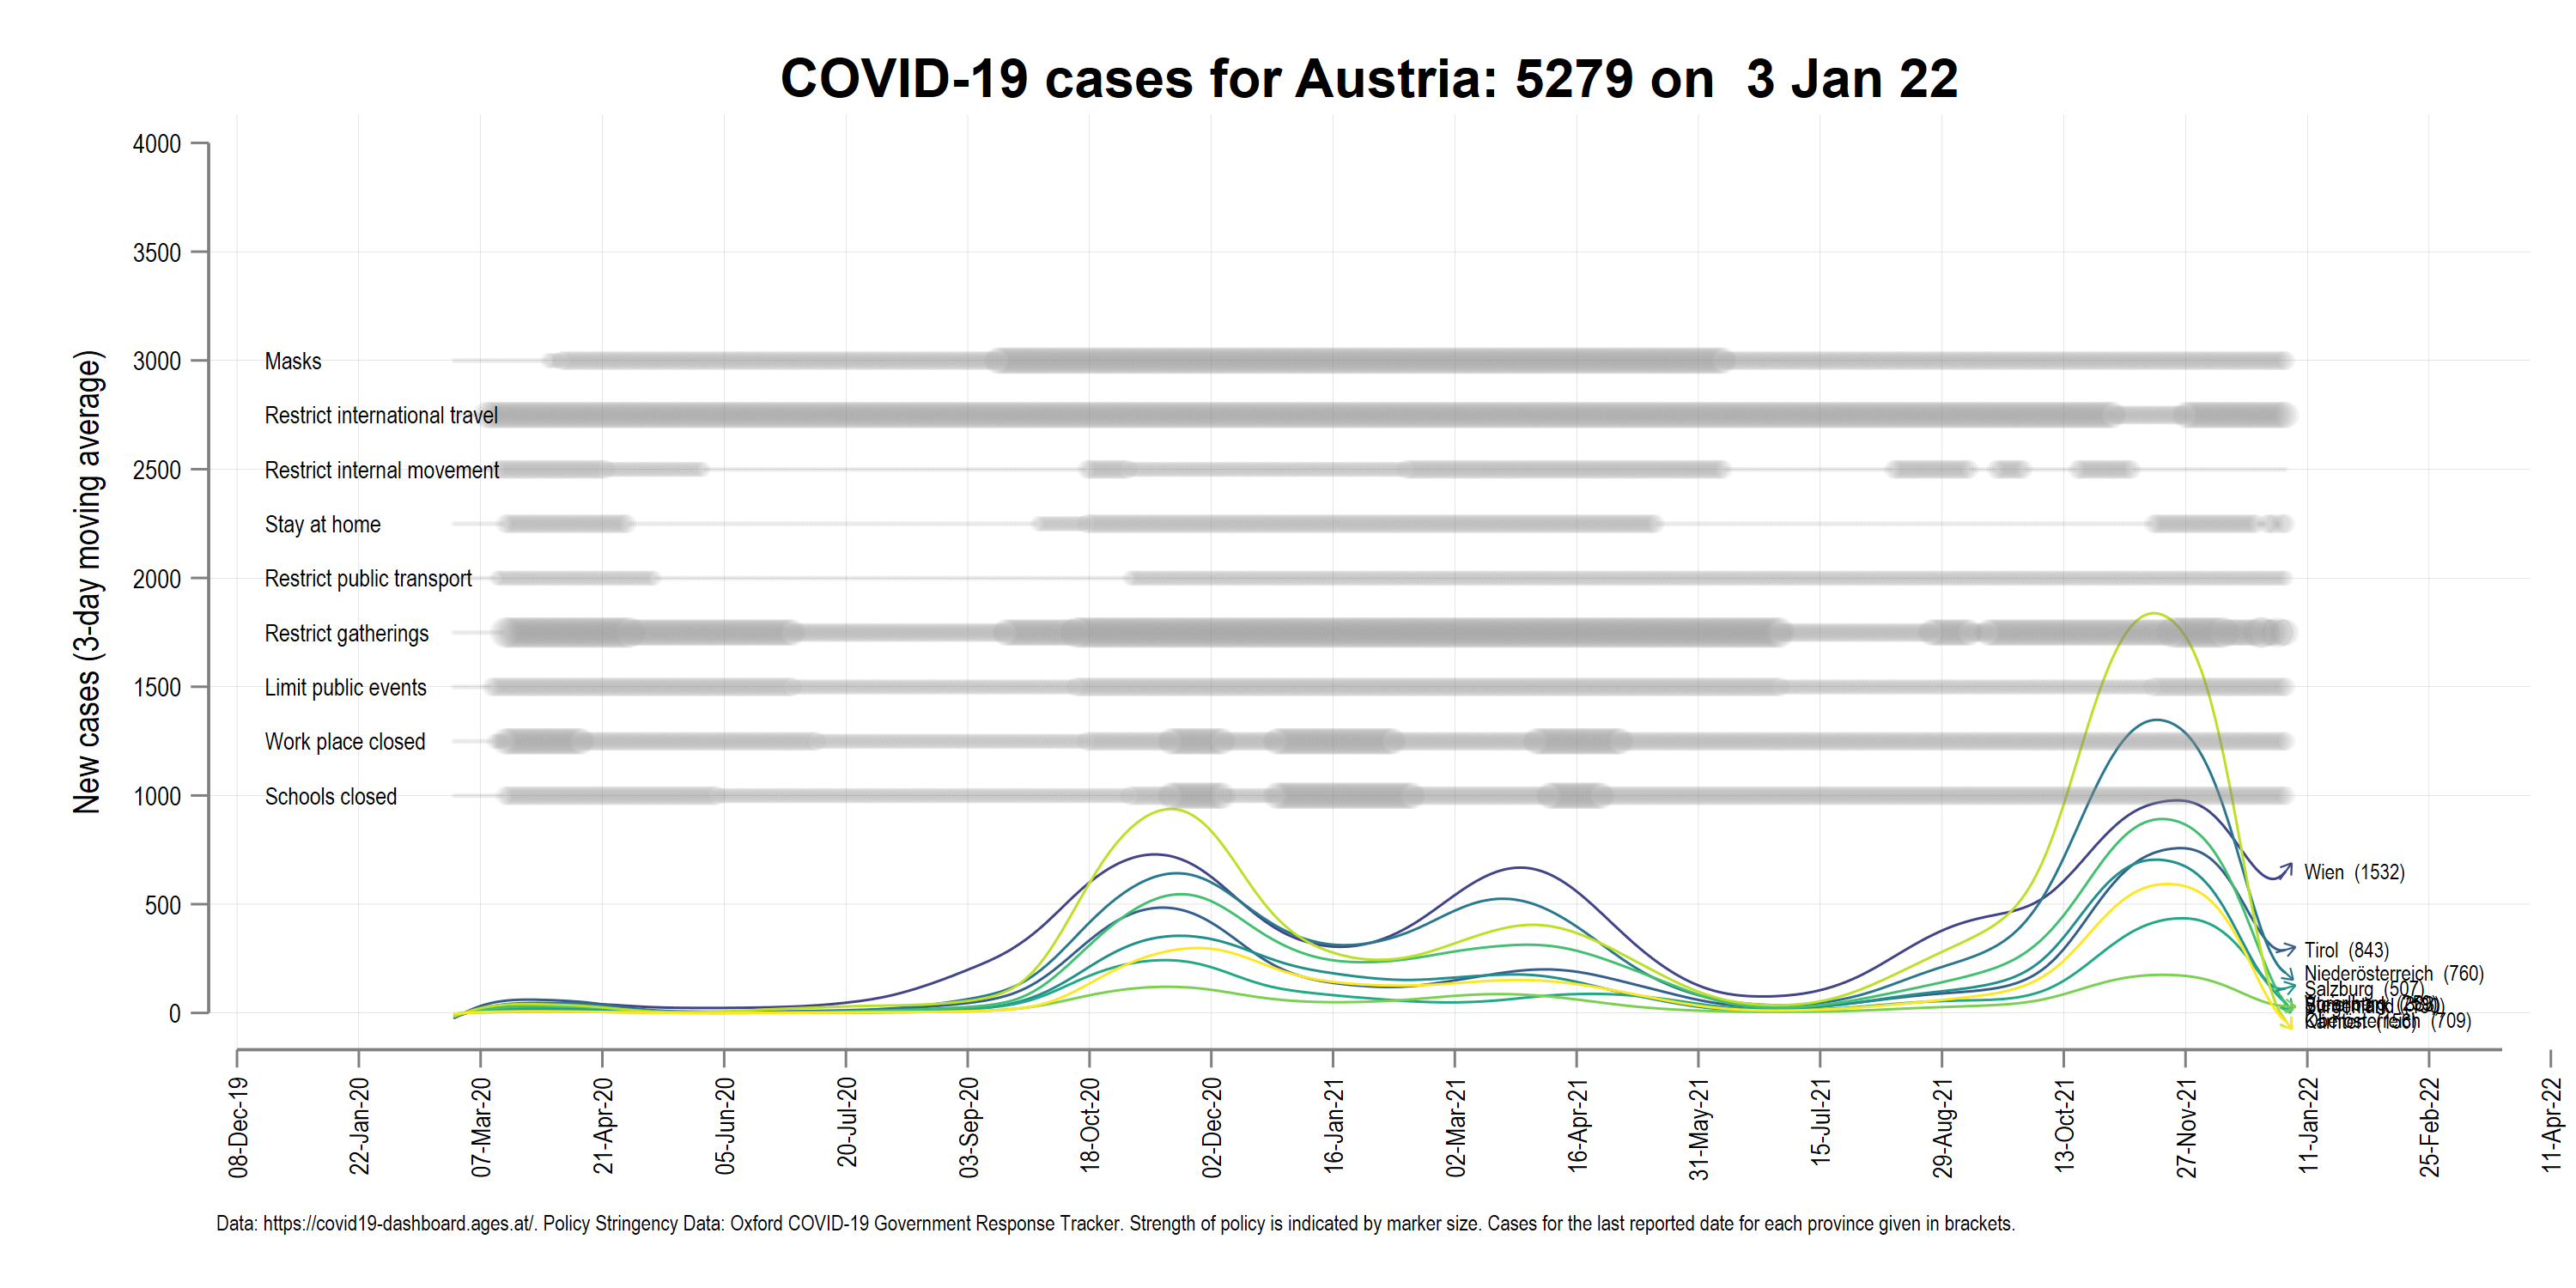 COVID-19 cases for Austria: 5279 on  3 Jan 22
New cases (3-day moving average)
4000
3500
3000
2500
2000
1500
1000
500
0
Masks
Restrict international travel
Restrict internal movement
Stay at home
Restrict public transport
Restrict gatherings
Limit public events
Work place closed
Schools closed
Wien (1532)
Tirol (843)
Niederösterreich (760)
Salzburg (507)
(709)
08-Dec-19
22-Jan-20
07-Mar-20
21-Apr-20
05-Jun-20
20-Jul-20
03-Sep-20
18-Oct-20
02-Dec-20
16-Jan-21
02-Mar-21
16-Apr-21
31-May-21
15-Jul-21
29-Aug-21
13-Oct-21
27-Nov-21
11-Jan-22
25-Feb-22
11-Apr-22
Data: https://covid19-dashboard.ages.at/. Policy Stringency Data: Oxford COVID-19 Government Response Tracker. Strength of policy is indicated by marker size. Cases for the last reported date for each province given in brackets.